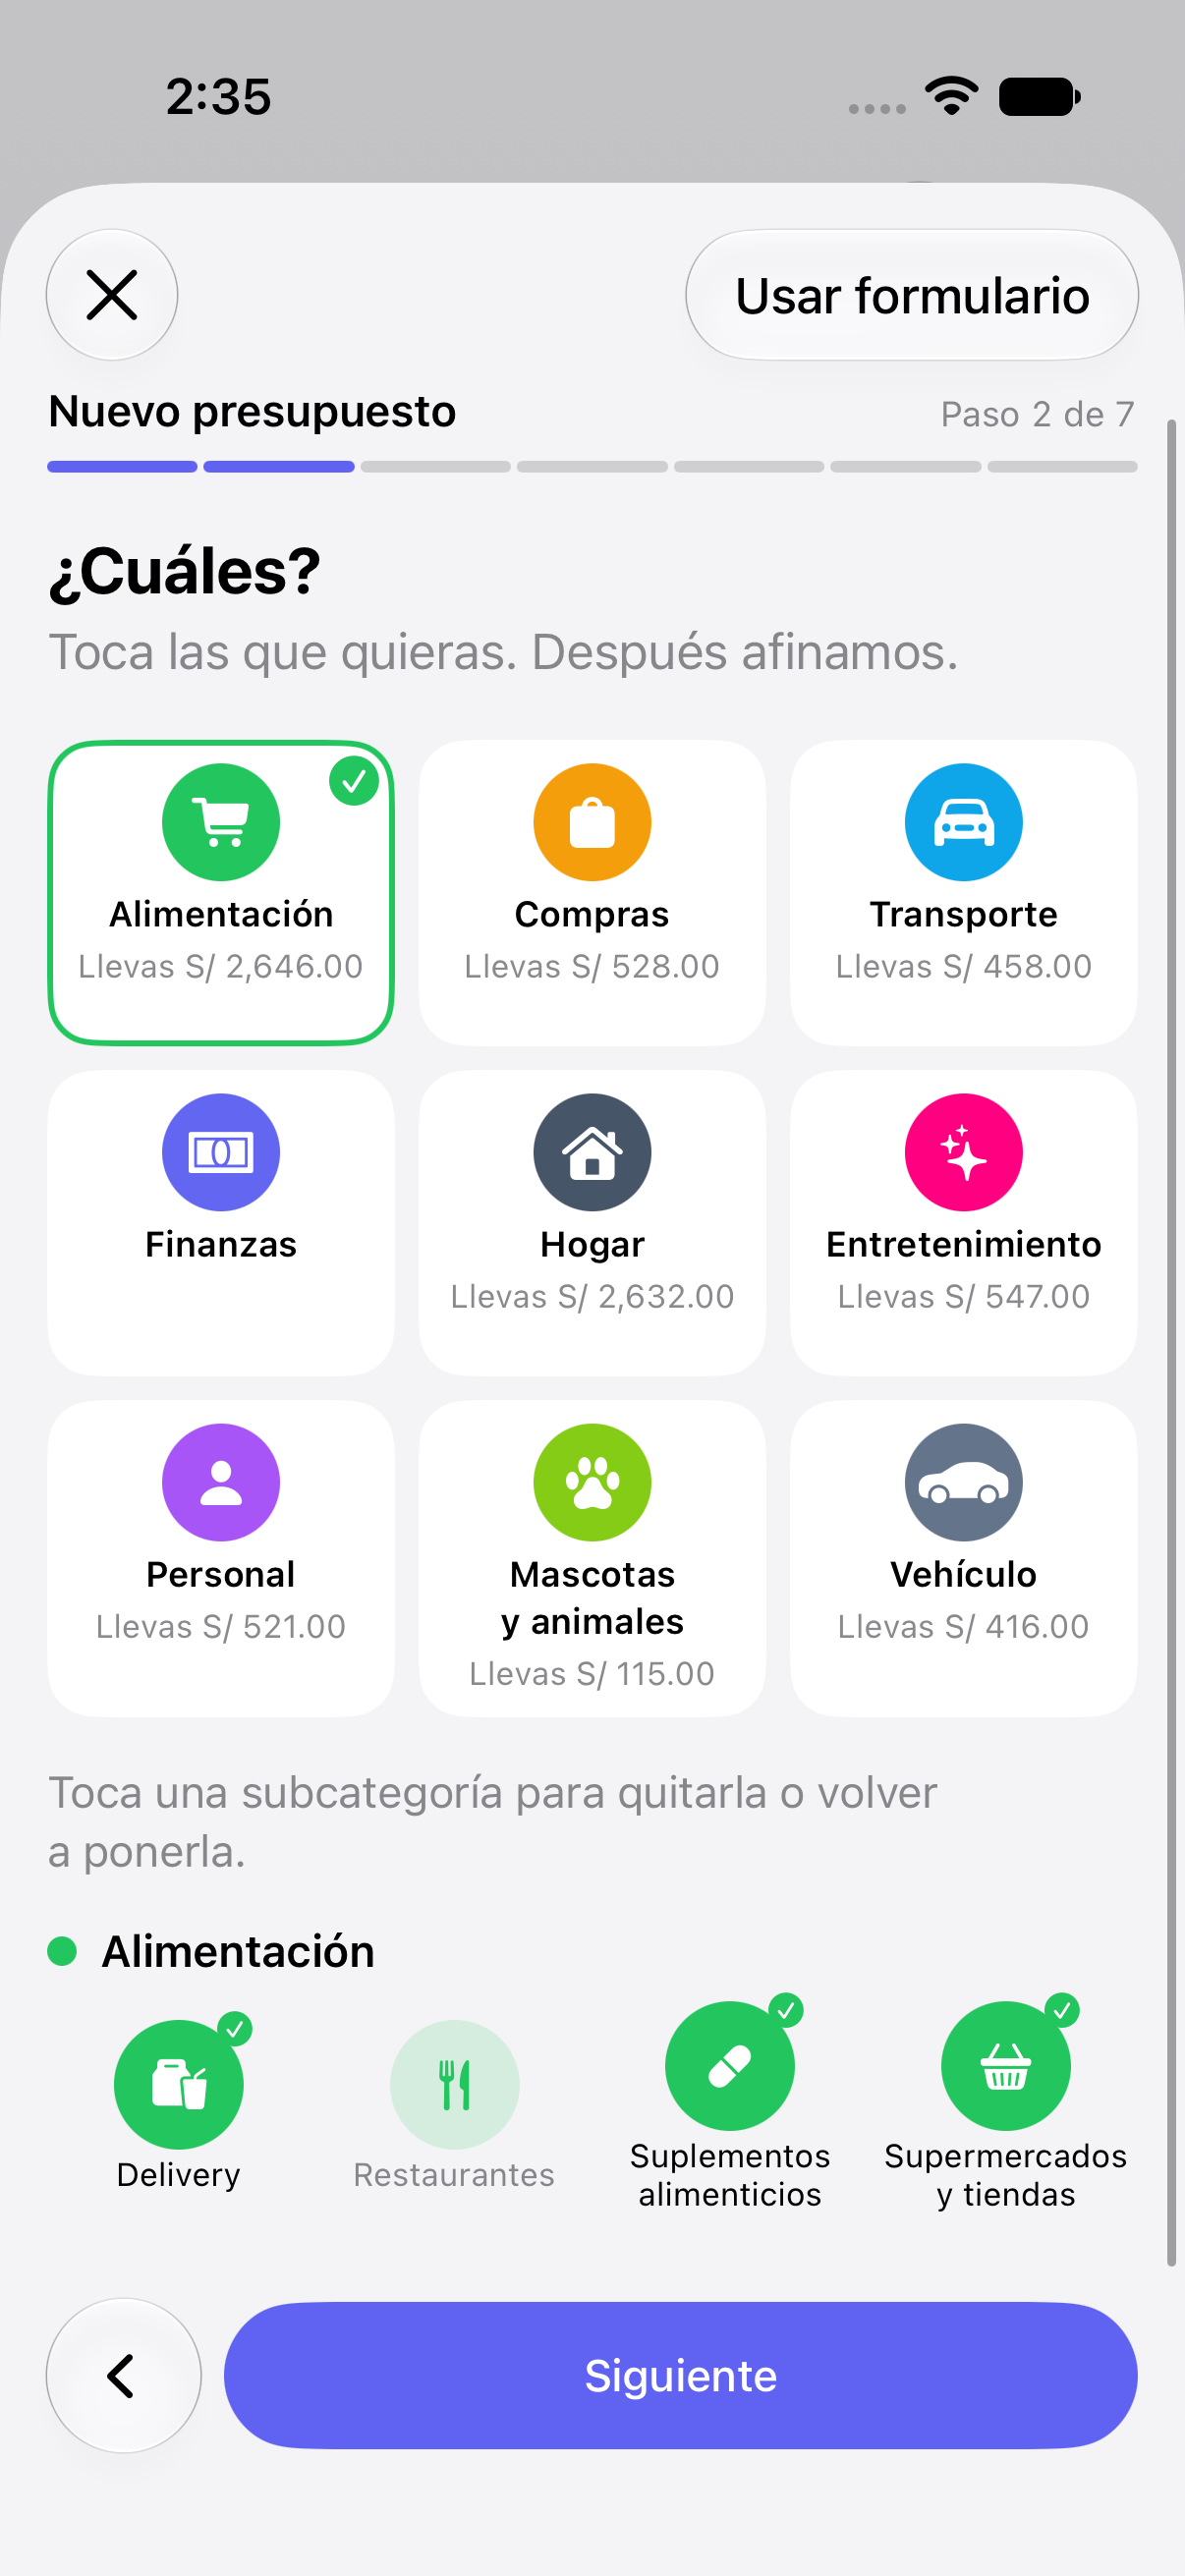 2:35
Usar formulario
Nuevo presupuesto
Paso 2 de 7
¿Cuáles?
Toca las que quieras. Después afinamos.
Alimentación
Llevas S/ 2,646.00
Compras
Llevas S/ 528.00
Transporte
Llevas S/ 458.00
Finanzas
Hogar
Llevas S/ 2,632.00
Entretenimiento
Llevas S/ 547.00
Personal
Llevas S/ 521.00
Mascotas
y animales
Llevas S/ 115.00
Vehículo
Llevas S/ 416.00
Toca una subcategoría para quitarla o volver
a ponerla.
Alimentación
Delivery
Restaurantes
Suplementos
alimenticios
Supermercados
y tiendas
Siguiente